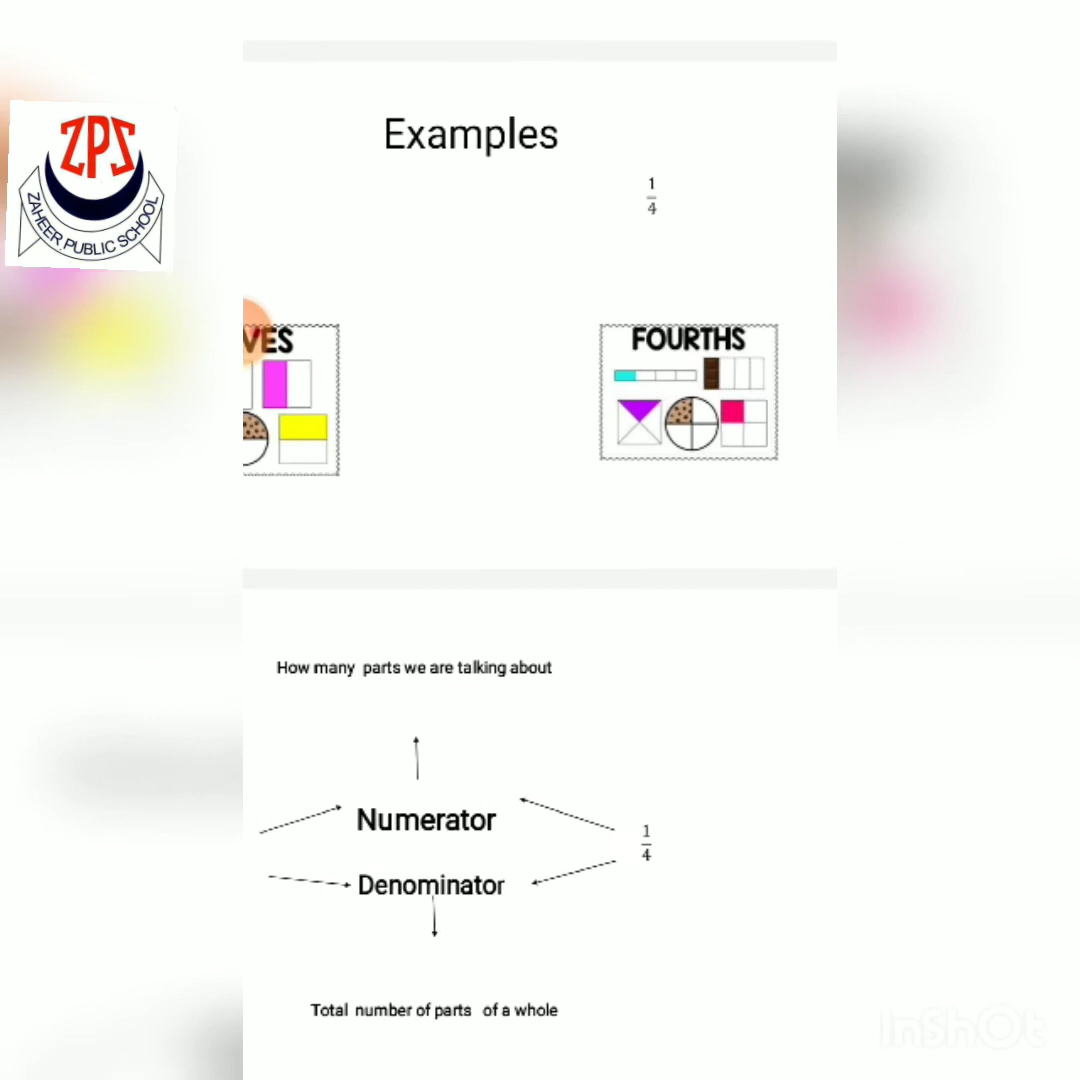 ZPS
ZAHEER PUBLIC SCHOOL
Examples
1
4
VES
FOURTHS
How many parts we are talking about
Numerator
1
4
Denominator
Total number of parts of a whole
InShOt